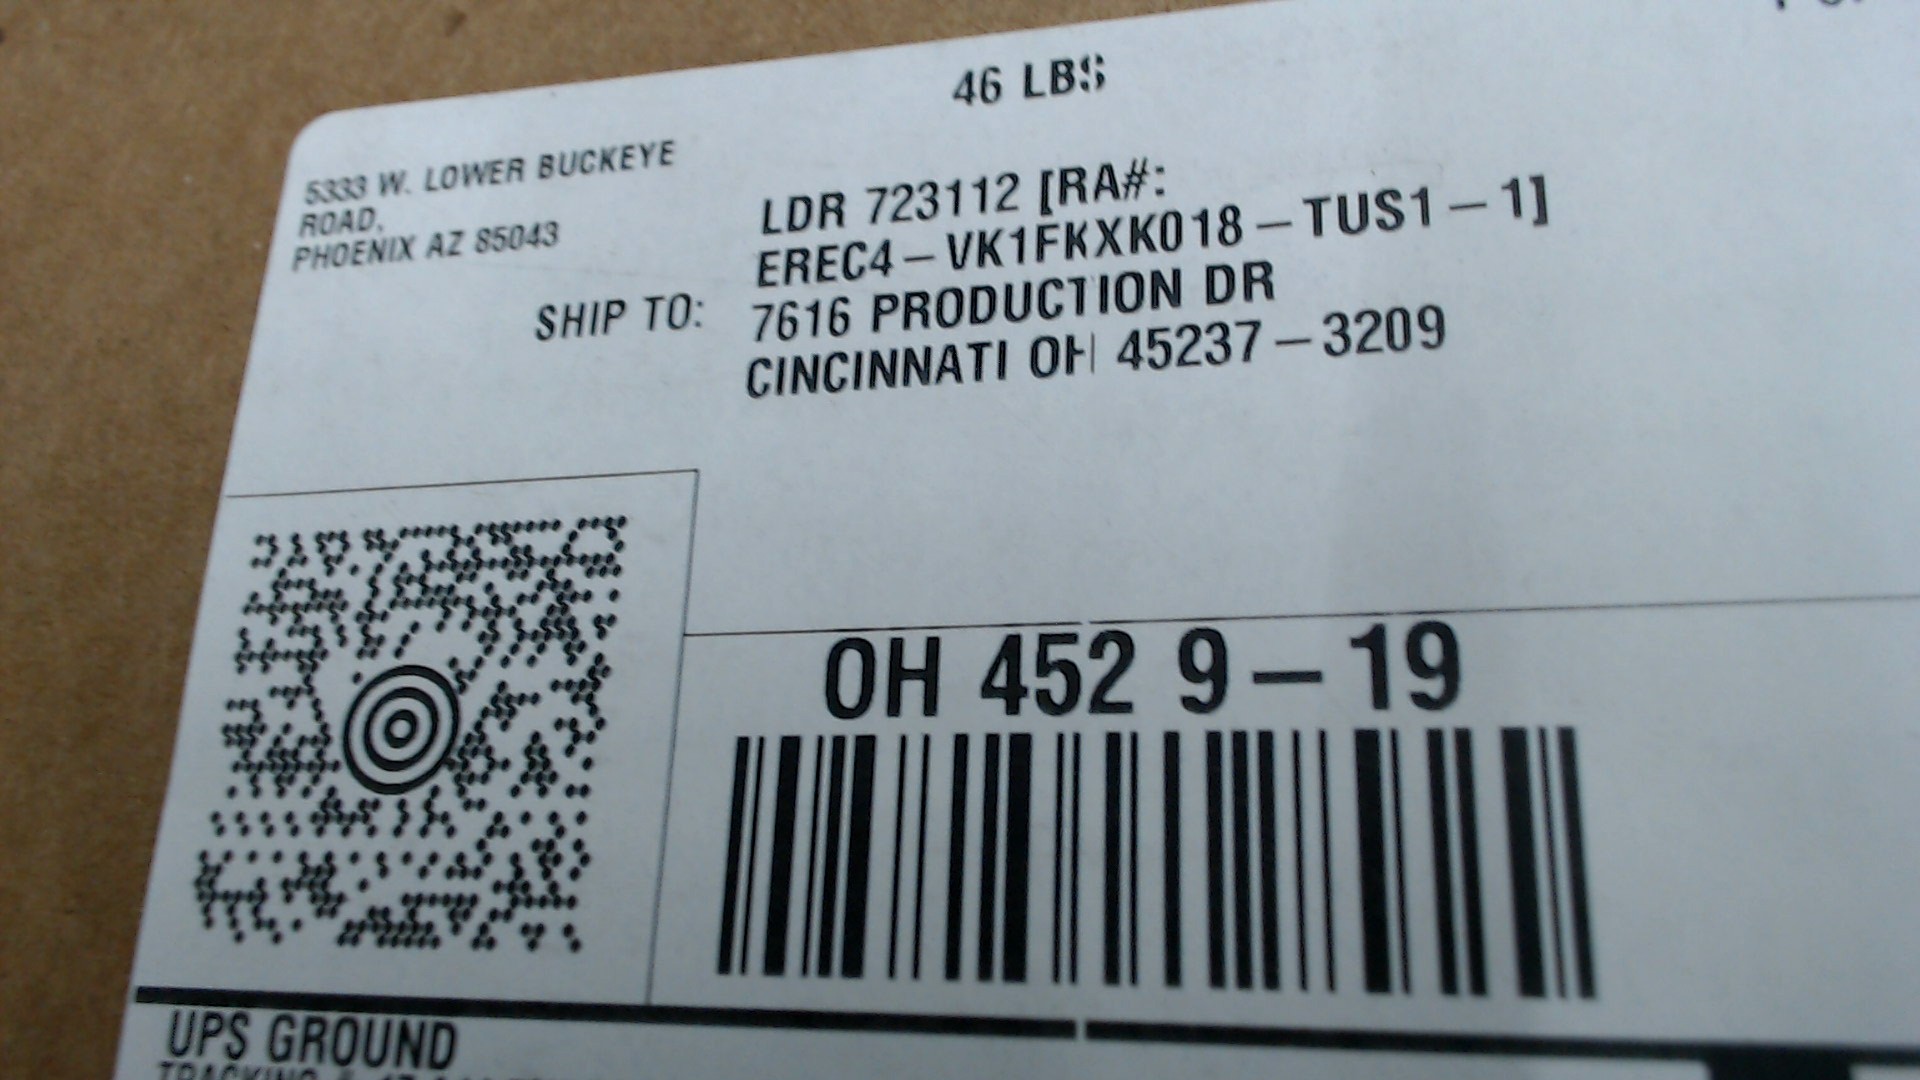 46 LBS
5333 W. LOWER BUCKEYE
ROAD,
PHOENIX AZ 85043
LDR 723112 [RA#:
EREC4-VK1FKXK018-TUS1-1]
SHIP TO: 7616 PRODUCTION DR
CINCINNATI OH 45237-3209
OH 452 9-19
UPS GROUND
TRACKING